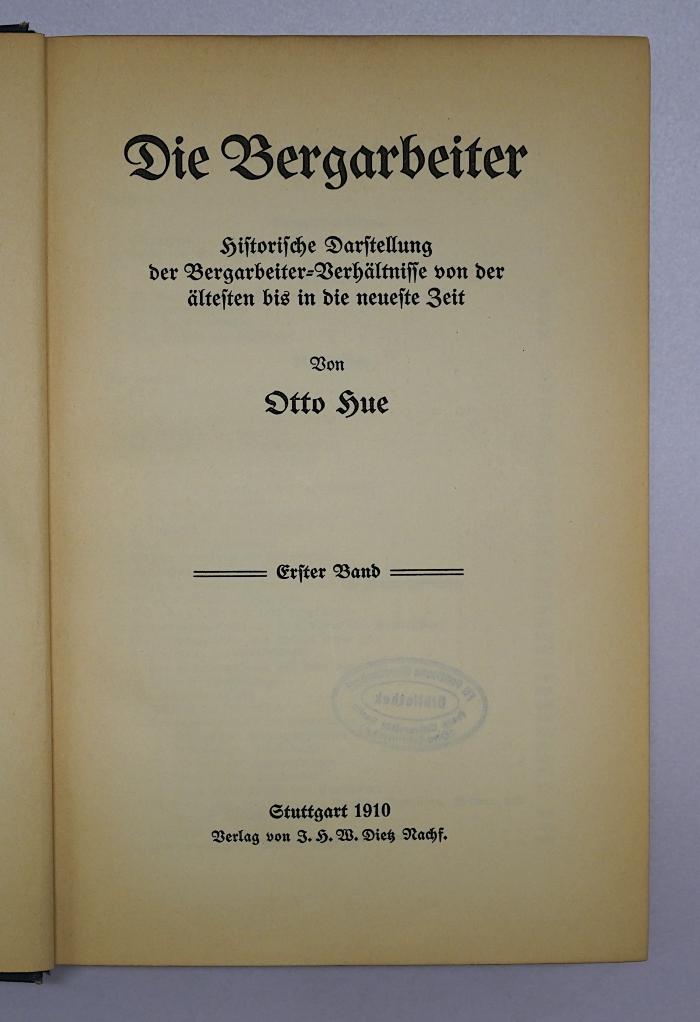 Die Bergarbeiter
Historische Darstellung
der Bergarbeiter-Verhältnisse von der
ältesten bis in die neueste Zeit
Von
Otto Hue
Erster Band
Bibliothek
Stuttgart 1910
Verlag von J. H. W. Dietz Nachf.